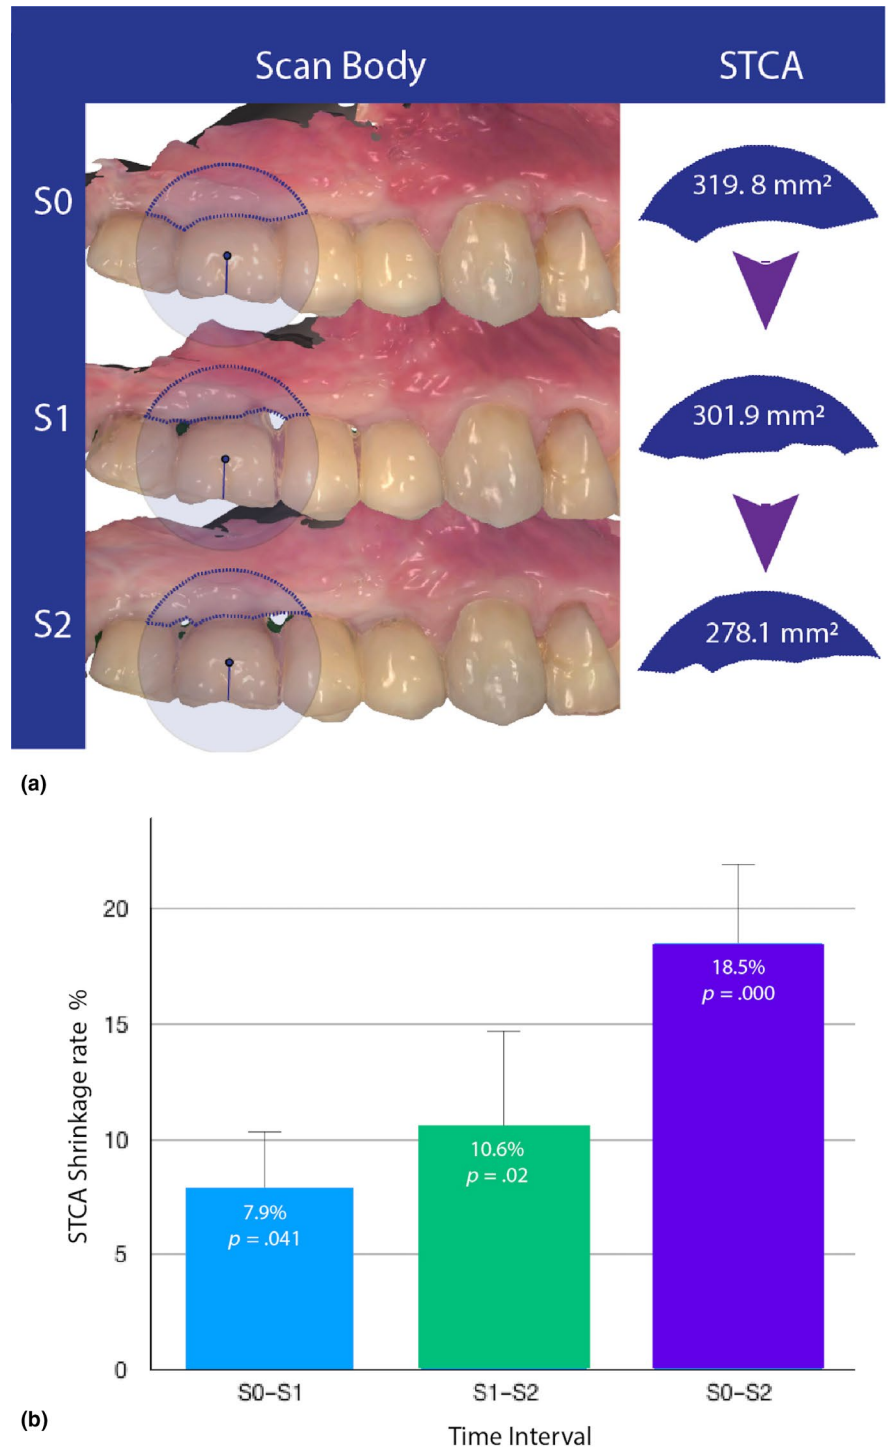 Scan Body STCA
S0
319. 8 mm²
S1
301.9 mm²
S2
278.1 mm²
(a)
STCA Shrinkage rate %
20
15
10
5
0
7.9%
p = .041
10.6%
p = .02
18.5%
p = .000
S0-S1 S1-S2 S0-S2
(b)
Time Interval